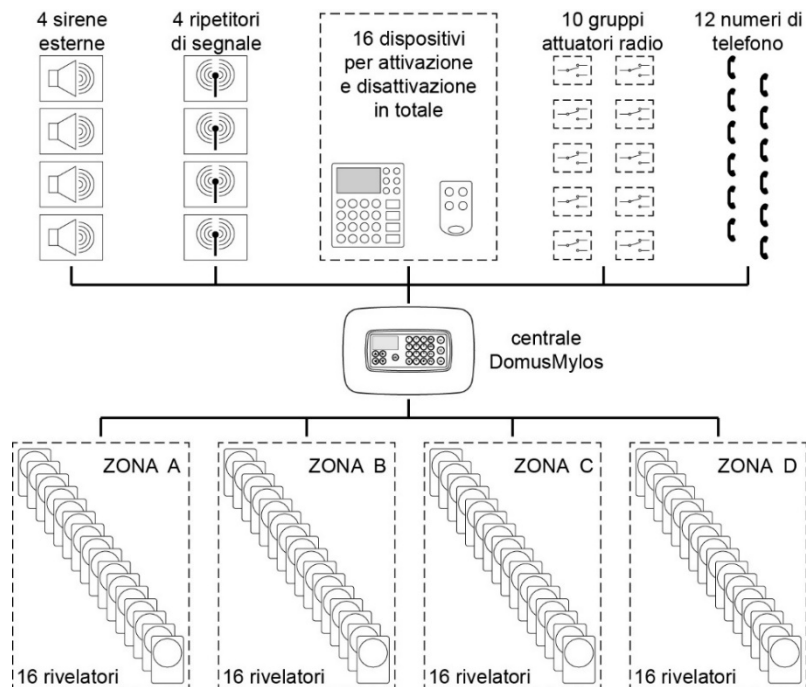 4 sirene
esterne
4 ripetitori
di segnale
16 dispositivi
per attivazione
e disattivazione
in totale
10 gruppi
attuatori radio
12 numeri di
telefono
centrale
DomusMylos
ZONA A
16 rivelatori
ZONA B
16 rivelatori
ZONA C
16 rivelatori
ZONA D
16 rivelatori